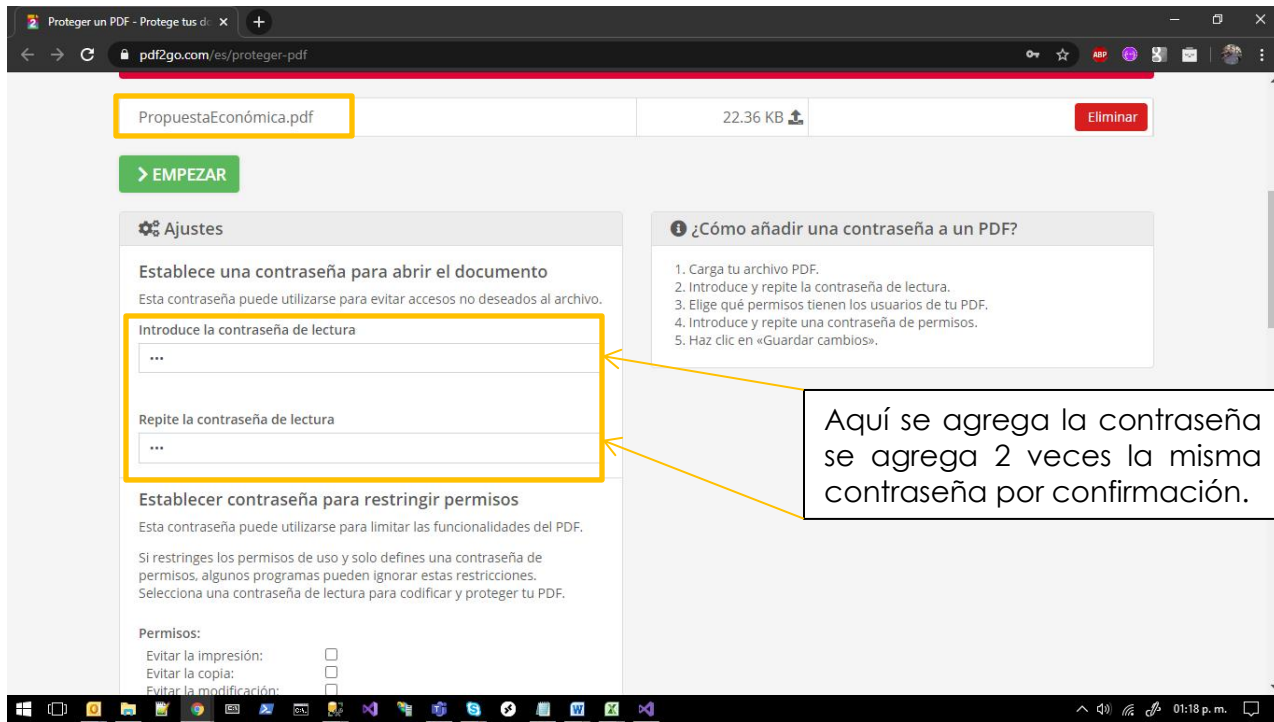 Proteger un PDF - Protege tus do
pdf2go.com/es/proteger-pdf
ABP
PropuestaEconómica.pdf 22.36 KB Eliminar
EMPEZAR
Ajustes
Establece una contraseña para abrir el documento
Esta contraseña puede utilizarse para evitar accesos no deseados al archivo.
Introduce la contraseña de lectura
•••
Repite la contraseña de lectura
•••
Establecer contraseña para restringir permisos
Esta contraseña puede utilizarse para limitar las funcionalidades del PDF.
Si restringes los permisos de uso y solo defines una contraseña de
permisos, algunos programas pueden ignorar estas restricciones.
Selecciona una contraseña de lectura para codificar y proteger tu PDF.
Permisos:
Evitar la impresión:
Evitar la copia:
Evitar la modificación:
¿Cómo añadir una contraseña a un PDF?
1. Carga tu archivo PDF.
2. Introduce y repite la contraseña de lectura.
3. Elige qué permisos tienen los usuarios de tu PDF.
4. Introduce y repite una contraseña de permisos.
5. Haz clic en «Guardar cambios».
Aquí se agrega la contraseña
se agrega 2 veces la misma
contraseña por confirmación.
01:18 p. m.